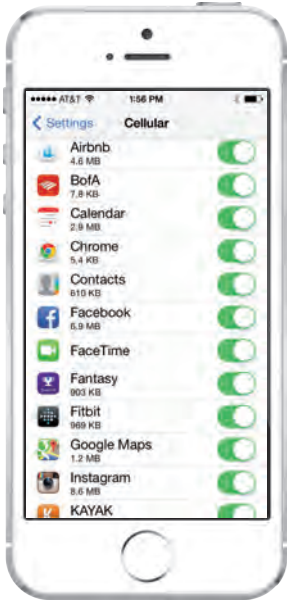 AT&T 1:56 PM
Settings Cellular
Airbnb
4.6 MB
BofA
7.8 KB
Calendar
2.9 MB
Chrome
5.4 KB
Contacts
610 KB
Facebook
6.9 MB
FaceTime
Fantasy
903 KB
Fitbit
969 KB
Google Maps
1.2 MB
Instagram
8.6 MB
KAYAK